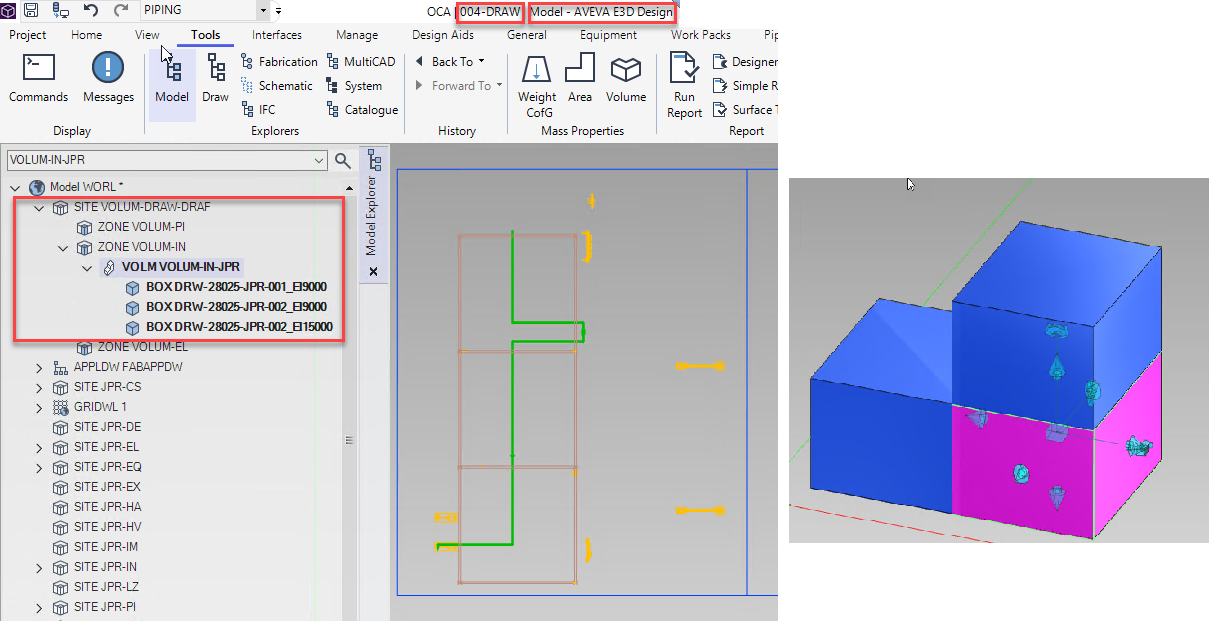 PIPING
OCA |004-DRAW Model - AVEVA E3D Design
Project Home View Tools Interfaces Manage Design Aids General Equipment Work Packs Pip
Fabrication MultiCAD Back To Designer
Schematic System Forward To Simple R
IFC Catalogue Surface T
Commands Messages Model Draw Weight CofG Area Volume Run Report
Display Explorers History Mass Properties Report
VOLUM-IN-JPR
Model WORL *
SITE VOLUM-DRAW-DRAF
ZONE VOLUM-PI
ZONE VOLUM-IN
VOLM VOLUM-IN-JPR
BOX DRW-28025-JPR-001_El9000
BOX DRW-28025-JPR-002_El9000
BOX DRW-28025-JPR-002_El15000
ZONE VOLUM-EL
APPLDW FABAPPDW
SITE JPR-CS
GRIDWL 1
SITE JPR-DE
SITE JPR-EL
SITE JPR-EQ
SITE JPR-EX
SITE JPR-HA
SITE JPR-HV
SITE JPR-IM
SITE JPR-IN
SITE JPR-LZ
SITE JPR-PI
Model Explorer